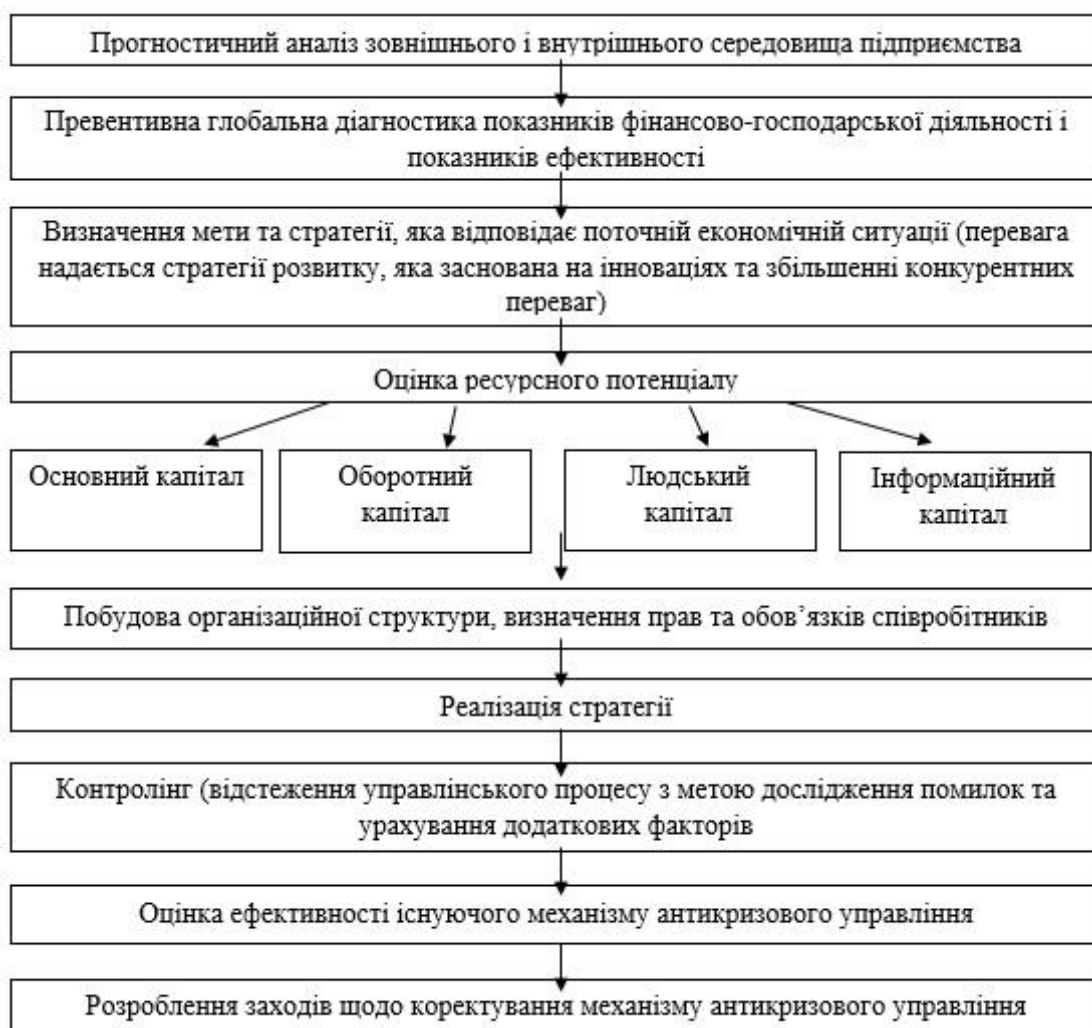 Прогностичний аналіз зовнішнього і внутрішнього середовища підприємства
Превентивна глобальна діагностика показників фінансово-господарської діяльності і
показників ефективності
Визначення мети та стратегії, яка відповідає поточній економічній ситуації (перевага
надається стратегії розвитку, яка заснована на інноваціях та збільшенні конкурентних
переваг)
Оцінка ресурсного потенціалу
Основний капітал
Оборотний
капітал
Людський
капітал
Інформаційний
капітал
Побудова організаційної структури, визначення прав та обов’язків співробітників
Реалізація стратегії
Контролінг (відстеження управлінського процесу з метою дослідження помилок та
урахування додаткових факторів
Оцінка ефективності існуючого механізму антикризового управління
Розроблення заходів щодо коректування механізму антикризового управління